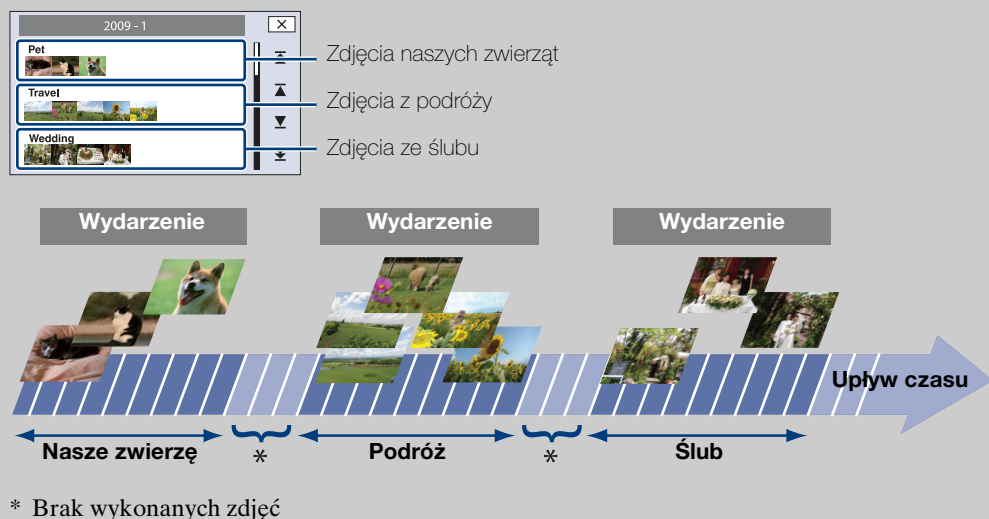 2009 - 1
Pet
Zdjęcia naszych zwierząt
Travel
Zdjęcia z podróży
Wedding
Zdjęcia ze ślubu
Wydarzenie Wydarzenie Wydarzenie
Upływ czasu
Nasze zwierzę * Podróż * Ślub
* Brak wykonanych zdjęć